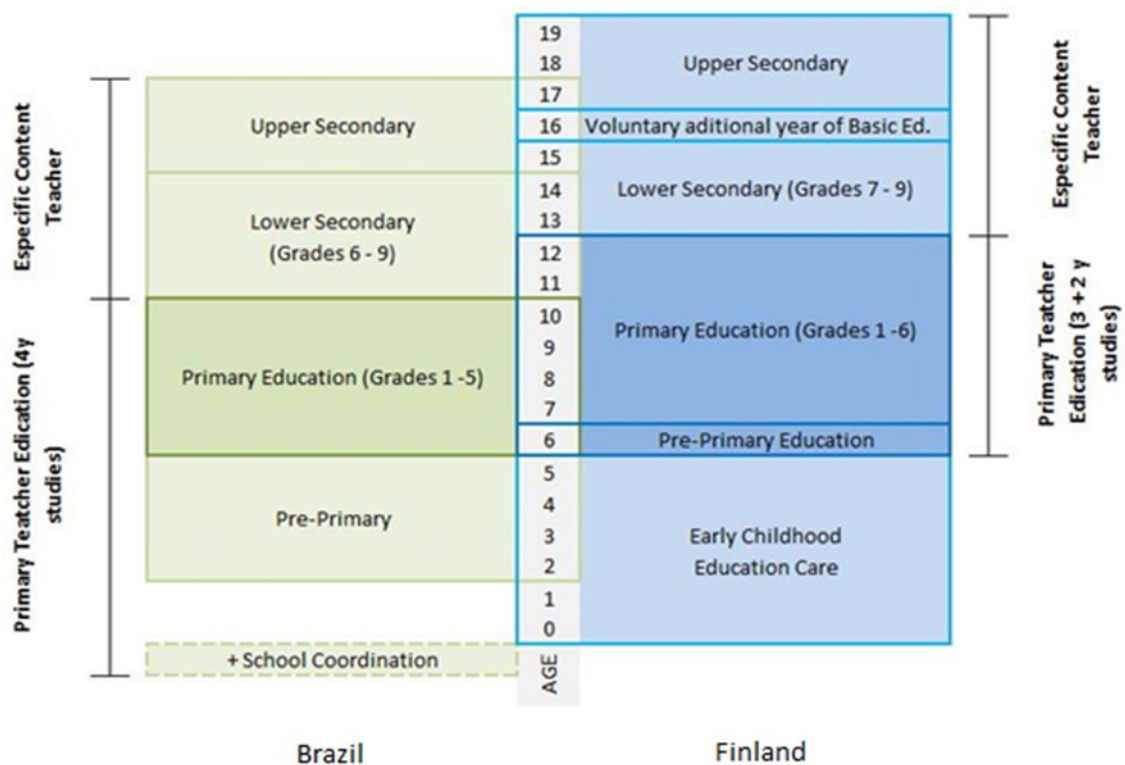 Especific Content
Teacher
Primary Teatcher Edication (4y
studies)
Upper Secondary
Lower Secondary
(Grades 6 - 9)
Primary Education (Grades 1 -5)
Pre-Primary
+ School Coordination
19
18
17
16
15
14
13
12
11
10
9
8
7
6
5
4
3
2
1
0
AGE
Upper Secondary
Voluntary aditional year of Basic Ed.
Lower Secondary (Grades 7 - 9)
Primary Education (Grades 1 -6)
Pre-Primary Education
Early Childhood
Education Care
Especific Content
Teacher
Primary Teatcher
Edication (3 + 2 y
studies)
Brazil
Finland